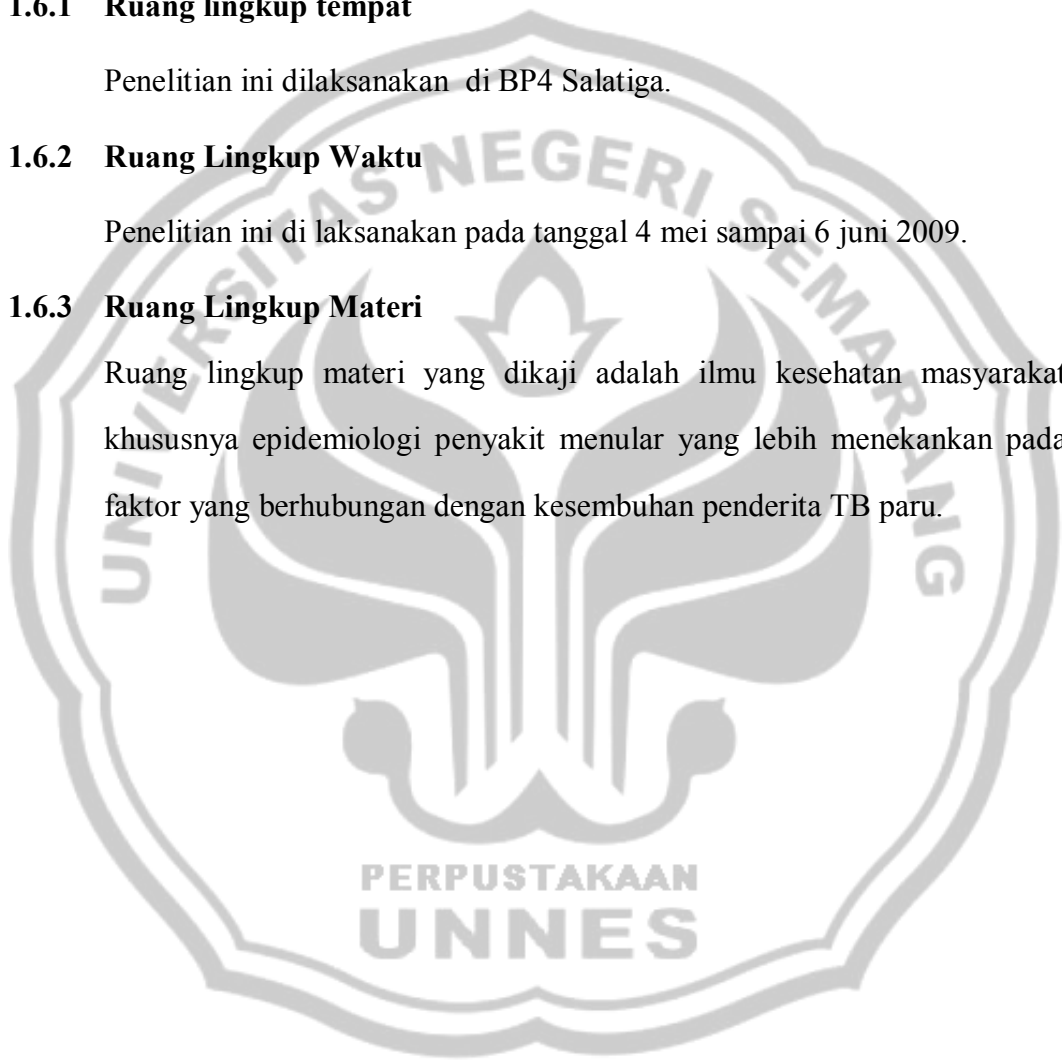 1.6.1 Ruang lingkup tempat
Penelitian ini dilaksanakan di BP4 Salatiga.
1.6.2 Ruang Lingkup Waktu
Penelitian ini di laksanakan pada tanggal 4 mei sampai 6 juni 2009.
1.6.3 Ruang Lingkup Materi
Ruang lingkup materi yang dikaji adalah ilmu kesehatan masyarakat
khususnya epidemiologi penyakit menular yang lebih menekankan pada
faktor yang berhubungan dengan kesembuhan penderita TB paru.
UNIVERSITAS NEGERI SEMARANG
PERPUSTAKAAN
UNNES